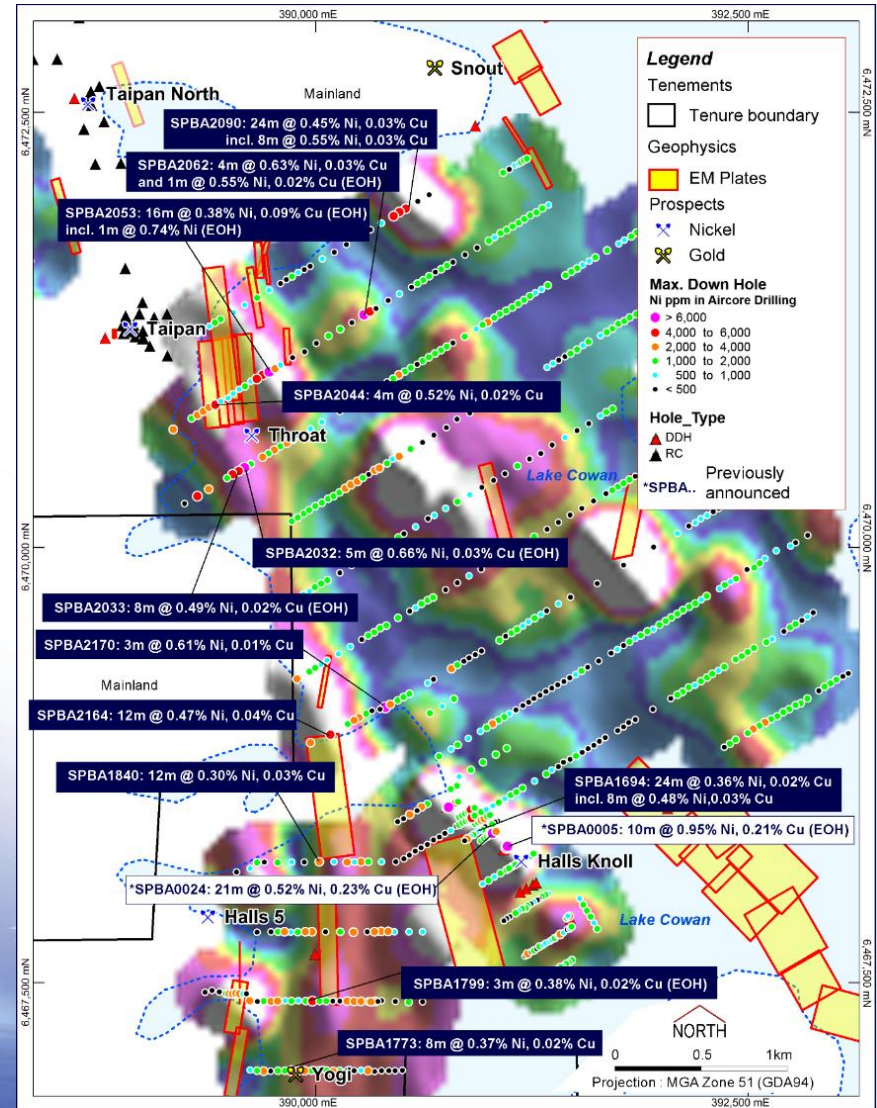 390,000 mE
392,500 mE
Snout
Taipan North
Mainland
6,472,500 mN
6,472,500 mN
SPBA2090: 24m @ 0.45% Ni, 0.03% Cu
incl. 8m @ 0.55% Ni, 0.03% Cu
SPBA2062: 4m @ 0.63% Ni, 0.03% Cu
and 1m @ 0.55% Ni, 0.02% Cu (EOH)
SPBA2053: 16m @ 0.38% Ni, 0.09% Cu (EOH)
incl. 1m @ 0.74% Ni (EOH)
Legend
Tenements
Tenure boundary
Geophysics
EM Plates
Prospects
Nickel
Gold
Max. Down Hole
Ni ppm in Aircore Drilling
> 6,000
4,000 to 6,000
2,000 to 4,000
1,000 to 2,000
500 to 1,000
< 500
Hole_Type
DDH
RC
*SPBA.. Previously
announced
Taipan
SPBA2044: 4m @ 0.52% Ni, 0.02% Cu
Throat
Lake Cowan
6,470,000 mN
6,470,000 mN
SPBA2032: 5m @ 0.66% Ni, 0.03% Cu (EOH)
SPBA2033: 8m @ 0.49% Ni, 0.02% Cu (EOH)
SPBA2170: 3m @ 0.61% Ni, 0.01% Cu
Mainland
SPBA2164: 12m @ 0.47% Ni, 0.04% Cu
SPBA1840: 12m @ 0.30% Ni, 0.03% Cu
SPBA1694: 24m @ 0.36% Ni, 0.02% Cu
incl. 8m @ 0.48% Ni,0.03% Cu
*SPBA0005: 10m @ 0.95% Ni, 0.21% Cu (EOH)
Halls Knoll
*SPBA0024: 21m @ 0.52% Ni, 0.23% Cu (EOH)
Halls 5
Lake Cowan
6,467,500 mN
6,467,500 mN
SPBA1799: 3m @ 0.38% Ni, 0.02% Cu (EOH)
SPBA1773: 8m @ 0.37% Ni, 0.02% Cu
Yogi
NORTH
0 0.5 1km
Projection : MGA Zone 51 (GDA94)
390,000 mE
392,500 mE